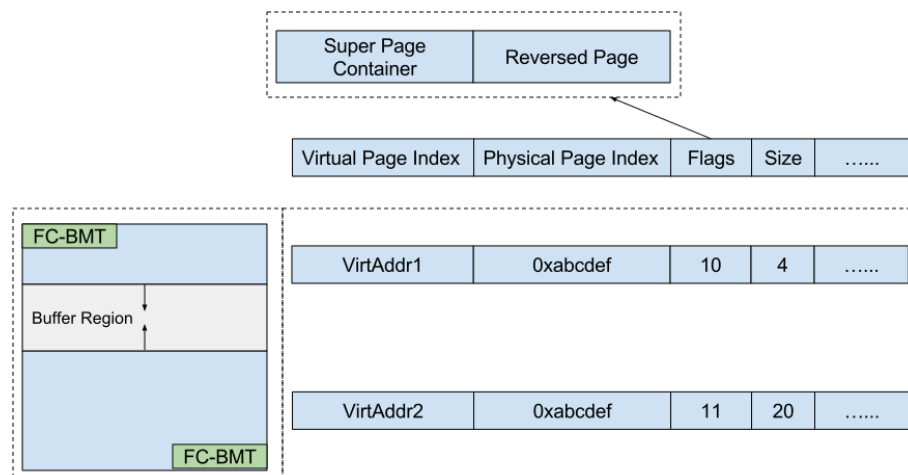 Super Page
Container
Reversed Page
Virtual Page Index
Physical Page Index
Flags
Size
…...
FC-BMT
Buffer Region
FC-BMT
VirtAddr1
0xabcdef
10
4
…...
VirtAddr2
0xabcdef
11
20
…...